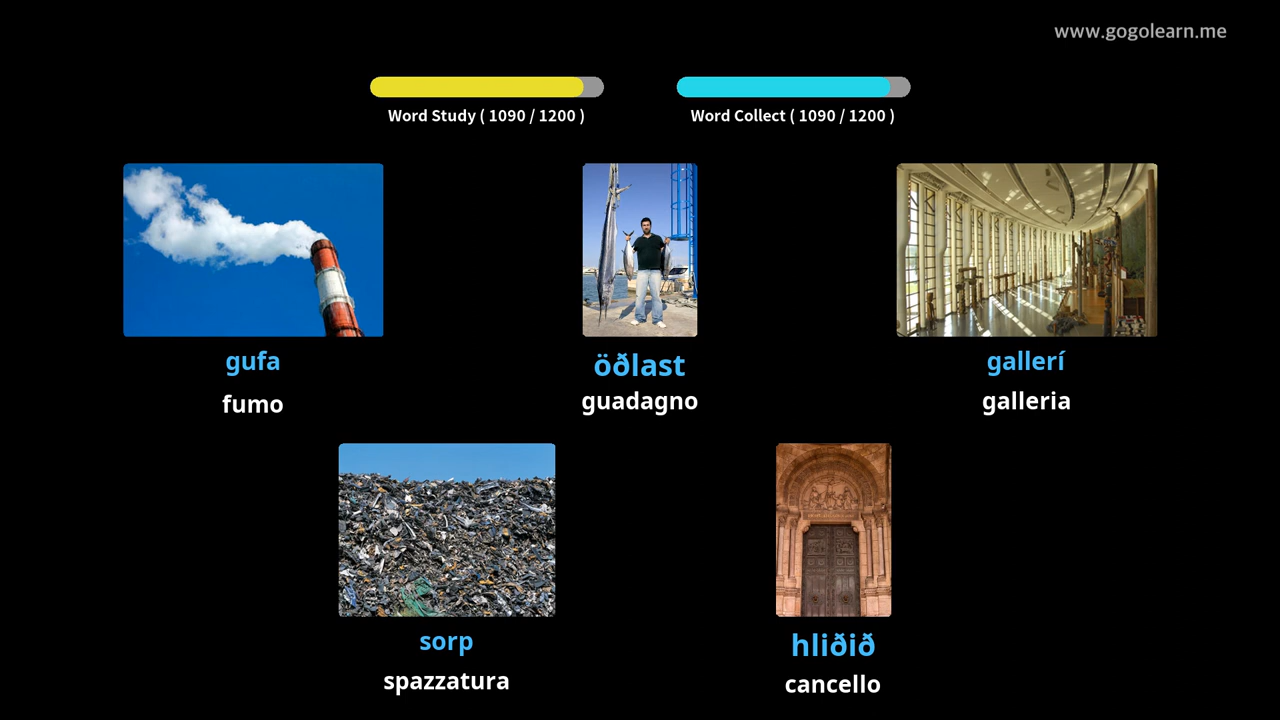 www.gogolearn.me
Word Study ( 1090 / 1200 )
Word Collect ( 1090 / 1200 )
gufa
fumo
öðlast
guadagno
gallerí
galleria
sorp
spazzatura
hliðið
cancello